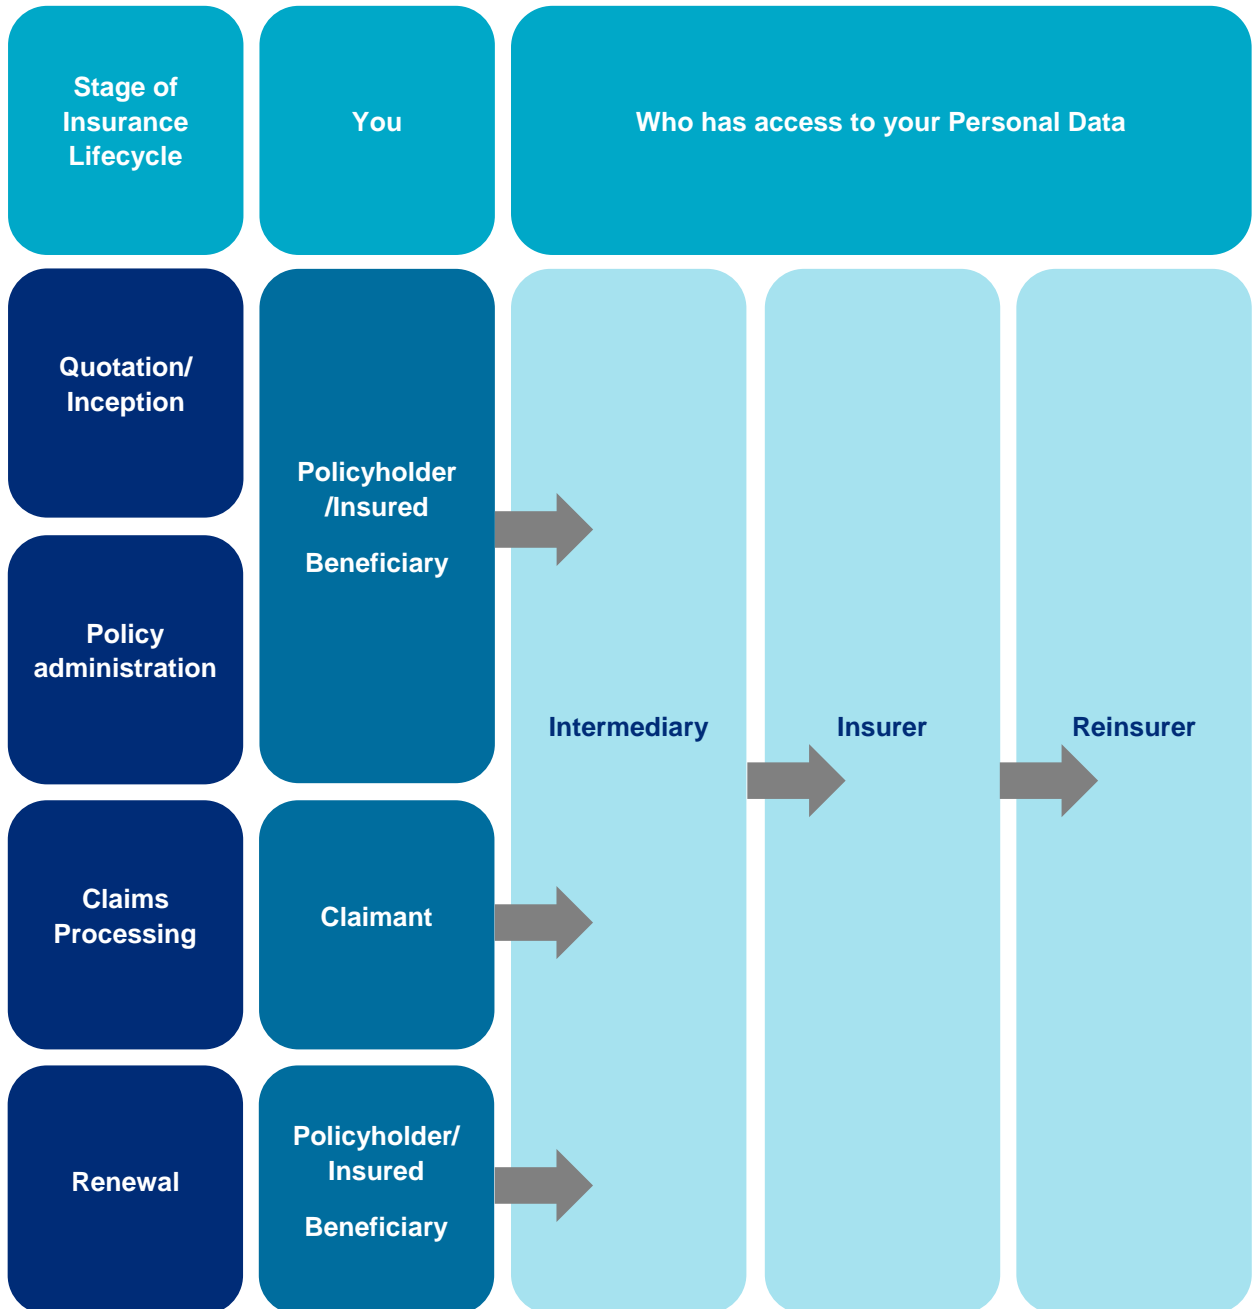 Stage of
Insurance
Lifecycle
You
Who has access to your Personal Data
Quotation/
Inception
Policyholder
/Insured
Beneficiary
Policy
administration
Intermediary
Insurer
Reinsurer
Claims
Processing
Claimant
Renewal
Policyholder/
Insured
Beneficiary